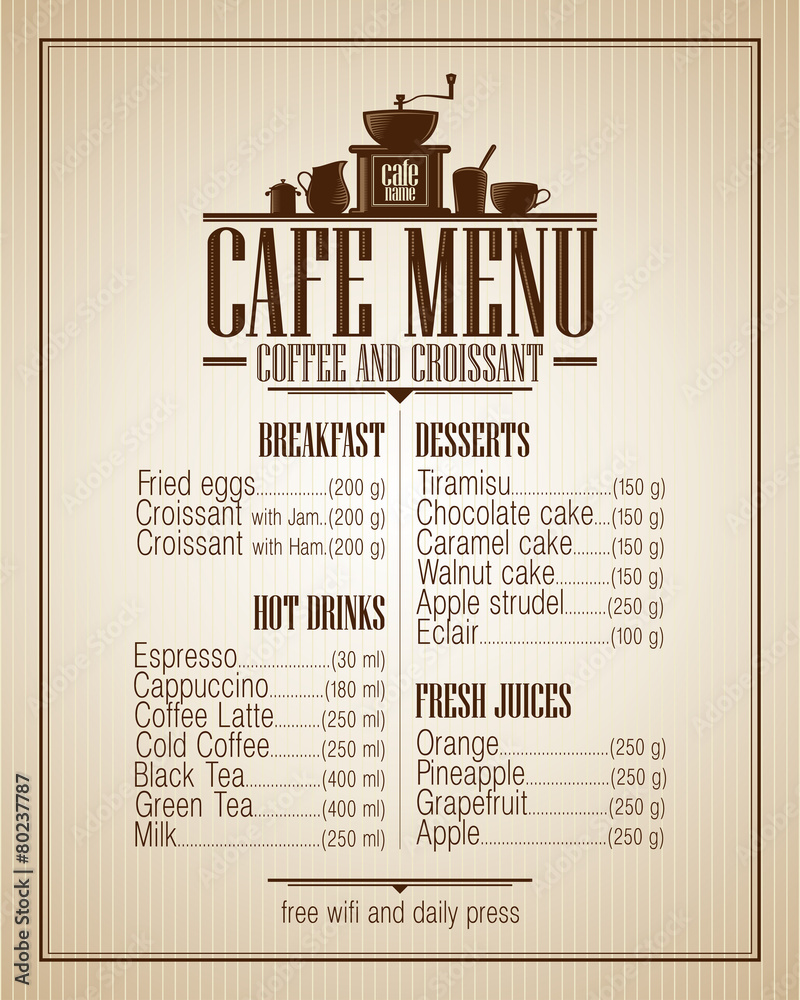 cafe
name
CAFE MENU
COFFEE AND CROISSANT
BREAKFAST
Fried eggs.................(200 g)
Croissant with Jam..(200 g)
Croissant with Ham.(200 g)
HOT DRINKS
Espresso......................(30 ml)
Cappuccino.............(180 ml)
Coffee Latte...........(250 ml)
Cold Coffee............(250 ml)
Black Tea..................(400 ml)
Green Tea................(400 ml)
Milk..................................(250 ml)
DESSERTS
Tiramisu........................(150 g)
Chocolate cake....(150 g)
Caramel cake.........(150 g)
Walnut cake.............(150 g)
Apple strudel..........(250 g)
Eclair...............................(100 g)
FRESH JUICES
Orange..........................(250 g)
Pineapple....................(250 g)
Grapefruit...................(250 g)
Apple..............................(250 g)
free wifi and daily press
Adobe Stock | #80237787